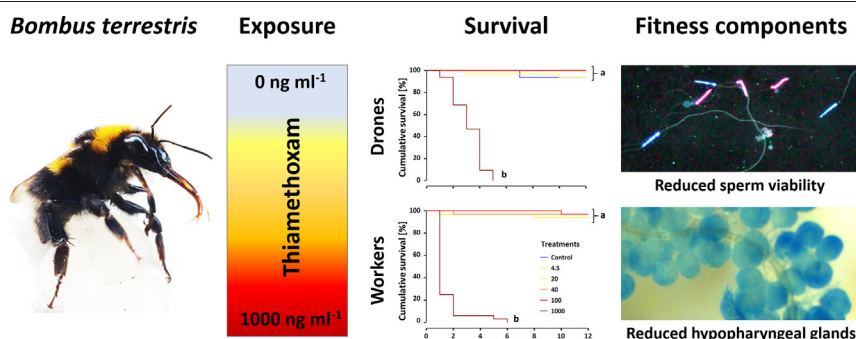 Bombus terrestris
Exposure
Survival
Fitness components
0 ng ml-1
Thiamethoxam
1000 ng ml-1
Drones
Cumulative survival [%]
100
80
60
40
20
0
a
b
Reduced sperm viability
Workers
Cumulative survival [%]
100
80
60
40
20
0
0 2 4 6 8 10 12
a
b
Treatments
Control
4.5
20
40
100
1000
Reduced hypopharyngeal glands